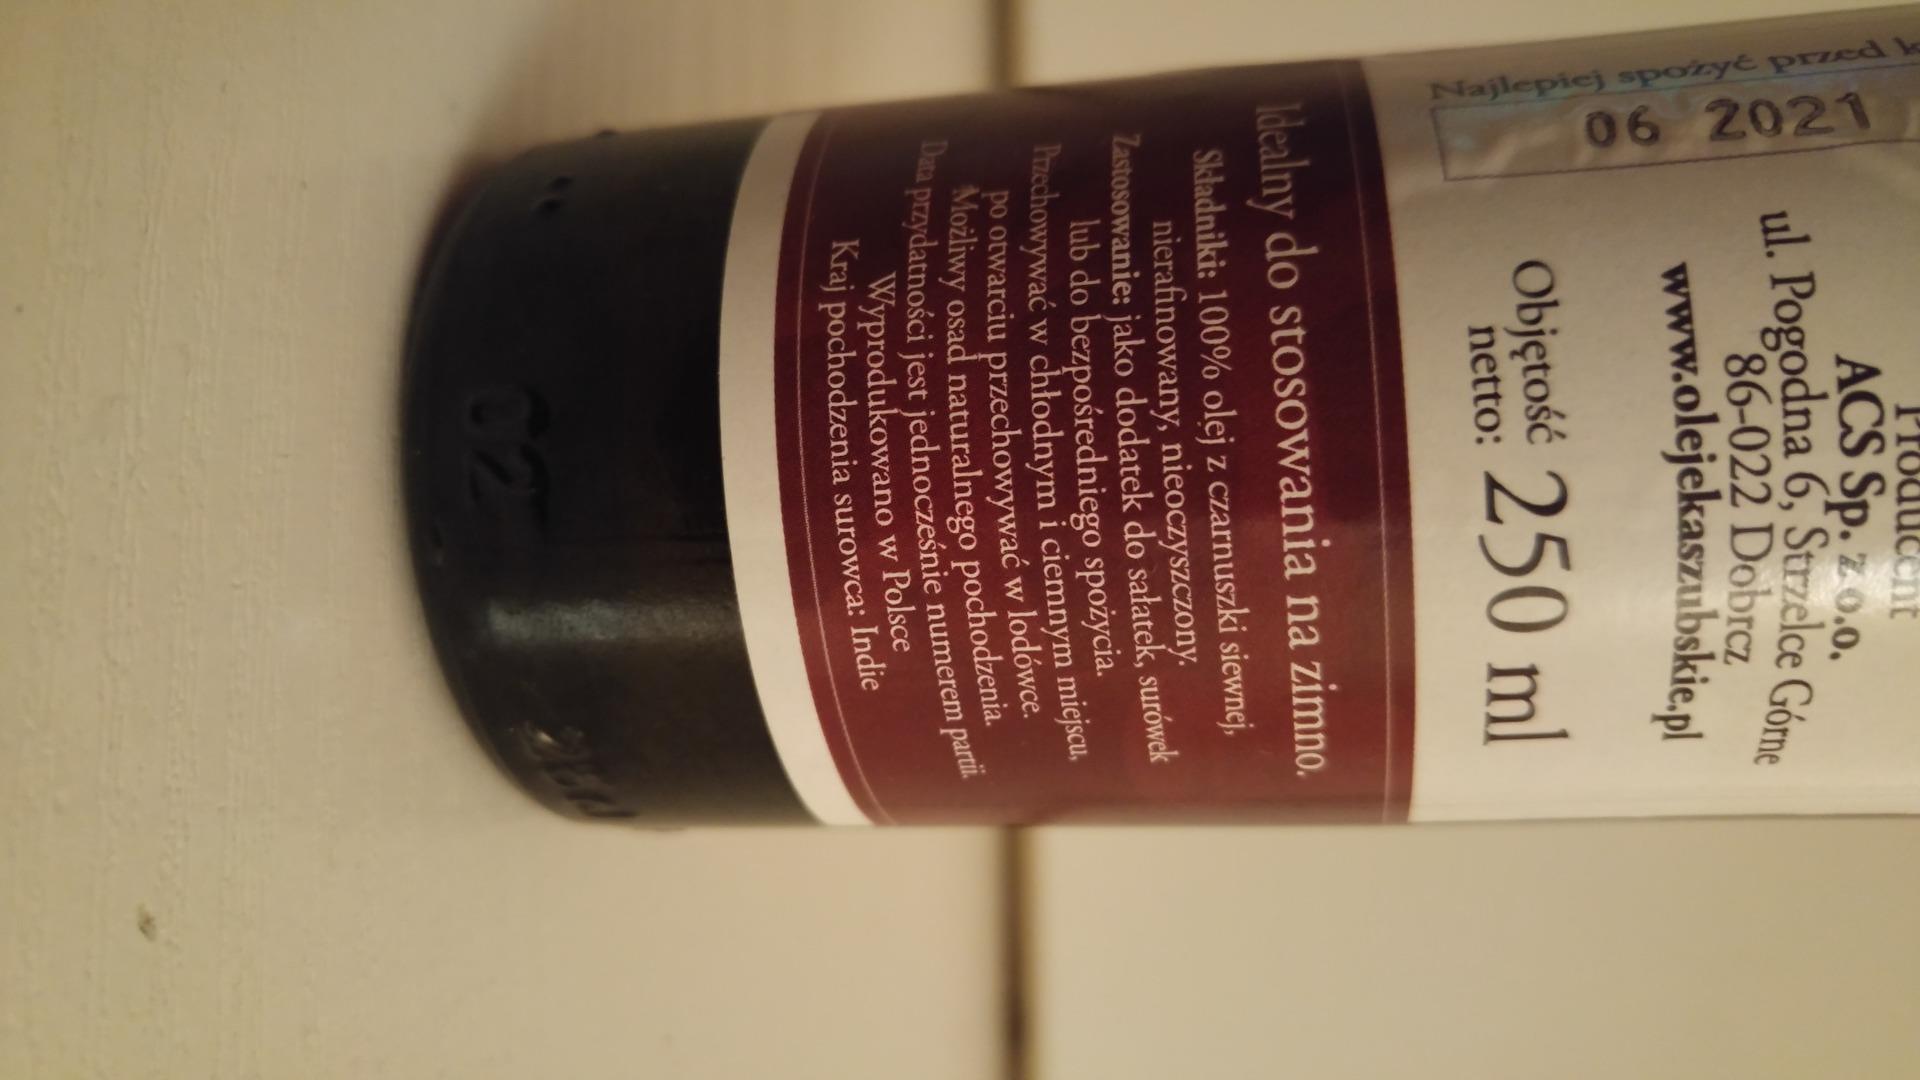 Najlepiej spożyć przed
06 2021
Producent
ACS Sp. z o.o.
ul. Pogodna 6, Strzelce Górne
86-022 Dobrcz
www.olejekaszubskie.pl
Objętość
netto: 250 ml
Idealny do stosowania na zimno.
Składniki: 100% olej z czarnuszki siewnej,
nierafinowany, nieoczyszczony.
Zastosowanie: jako dodatek do sałatek, surówek
lub do bezpośredniego spożycia.
Przechowywać w chłodnym i ciemnym miejscu,
po otwarciu przechowywać w lodówce.
Możliwy osad naturalnego pochodzenia.
Data przydatności jest jednocześnie numerem partii.
Wyprodukowano w Polsce
Kraj pochodzenia surowca: Indie
02